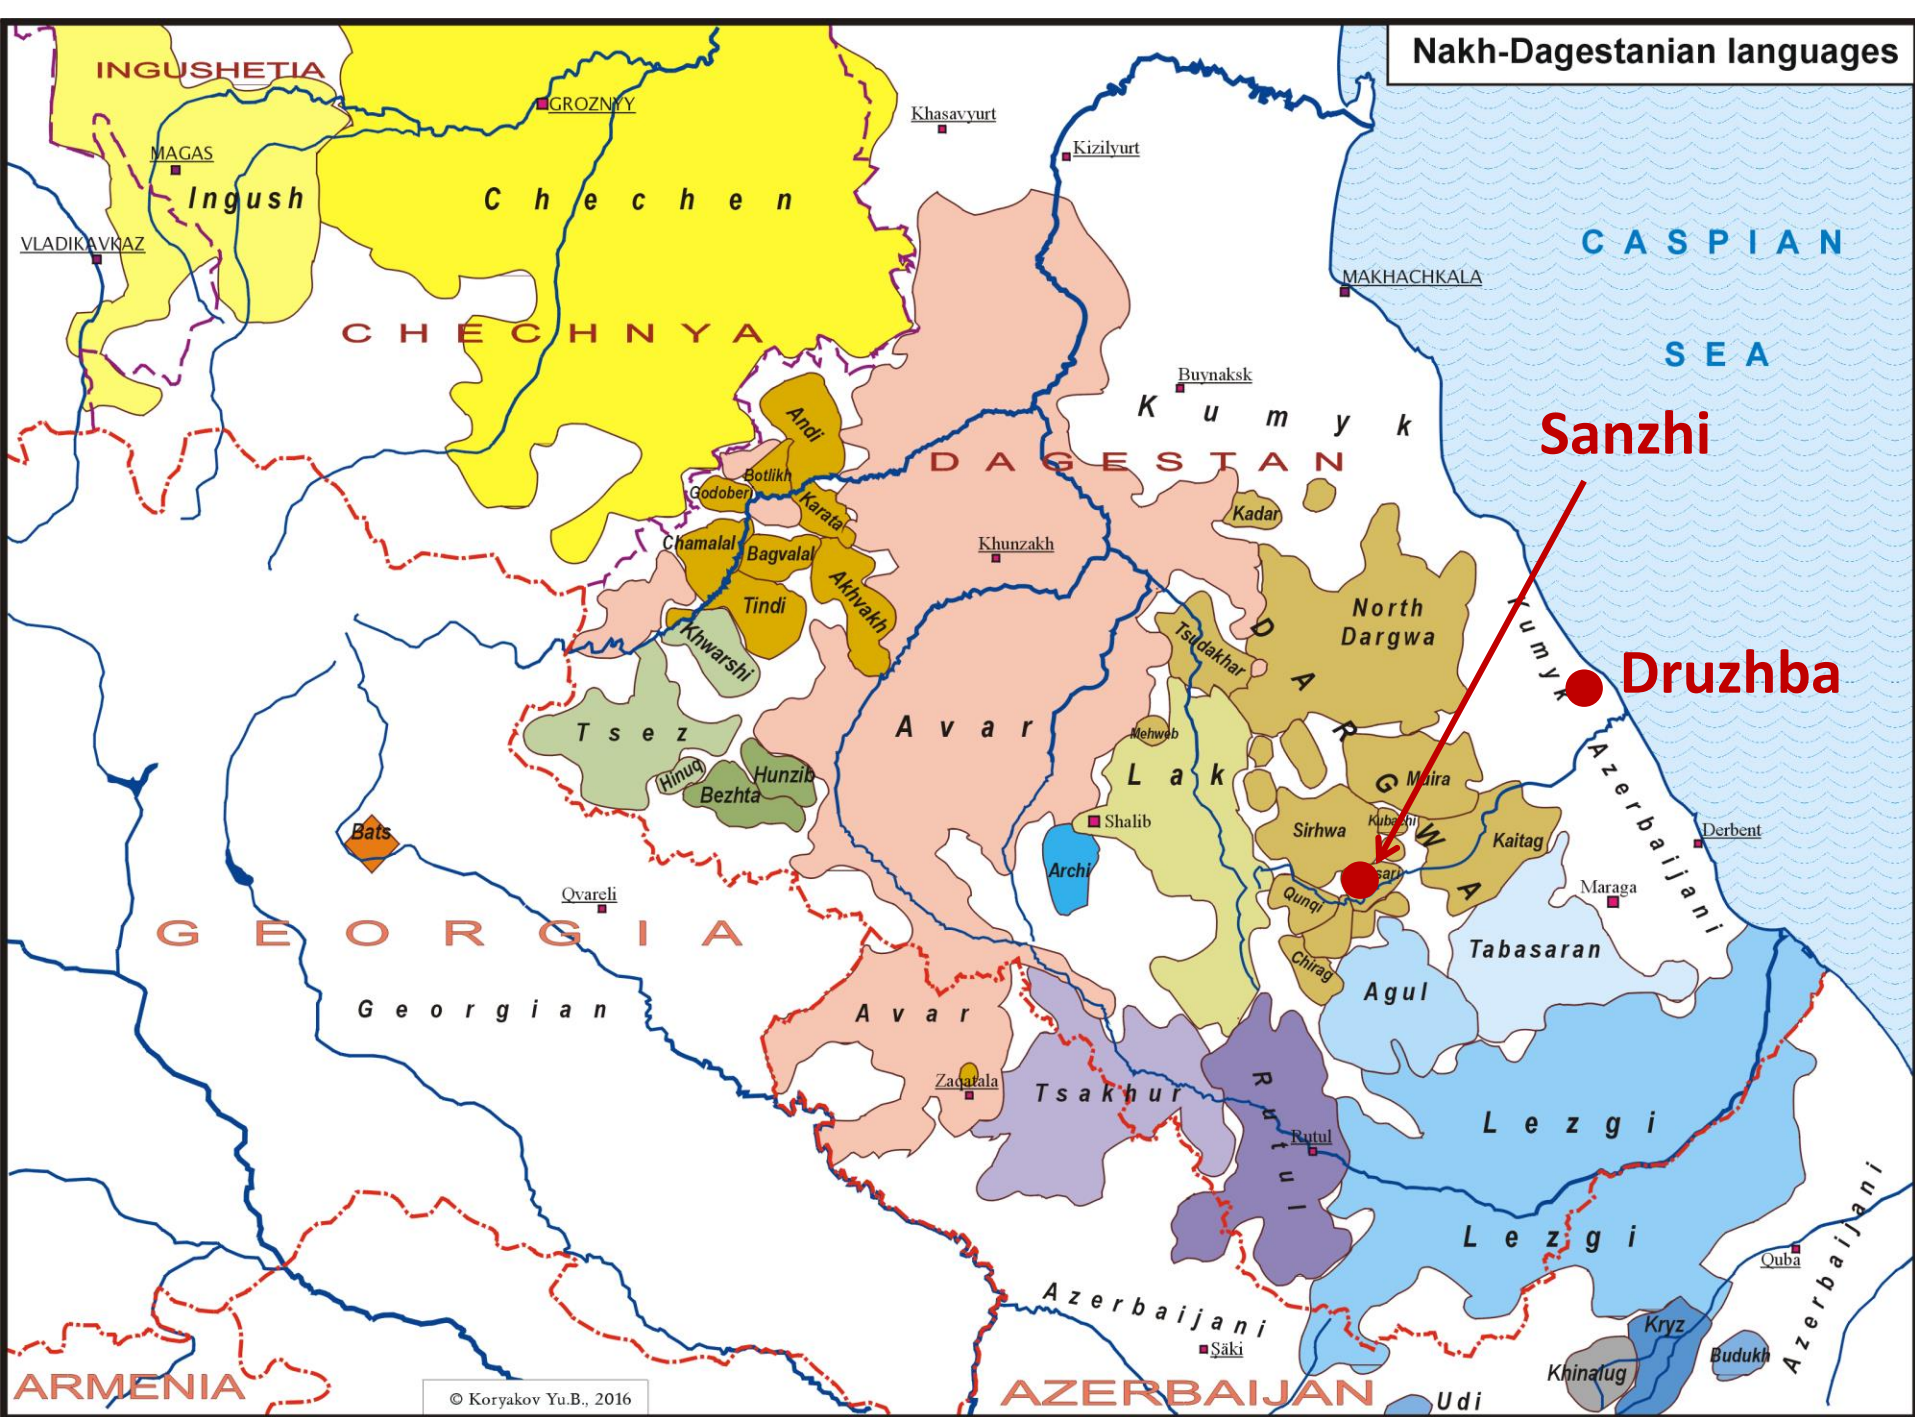 Nakh-Dagestanian languages
INGUSHETIA
GROZNYY
Khasavyurt
Kizilyurt
MAGAS
Ingush
Chechen
VLADIKAVKAZ
CASPIAN
SEA
MAKHACHKALA
CHECHNYA
Buynaksk
Kumyk
Andi
Sanzhi
DAGESTAN
Botlikh
Godoberi
Karata
Kadar
Chamalal
Bagvalal
Khunzakh
Akhvakh
Tindi
North
Dargwa
Kumyk
Tsudakhar
Khwarshi
DARGWA
Druzhba
Tsez
Avar
Mehweb
Lak
Hinuq
Hunzib
Bezhta
Muira
Azerbaijani
Bats
Shalib
Sirhwa
Kubachi
Kaitag
Derbent
Archi
Qvareli
Qunqi
Maraga
GEORGIA
Tabasaran
Chirag
Agul
Georgian
Avar
Zaqatala
Tsakhur
Rutul
Rutul
Lezgi
Lezgi
Quba
Azerbaijani
Azerbaijani
Şäki
Kryz
Khinalug
Budukh
ARMENIA
© Koryakov Yu.B., 2016
AZERBAIJAN
Udi